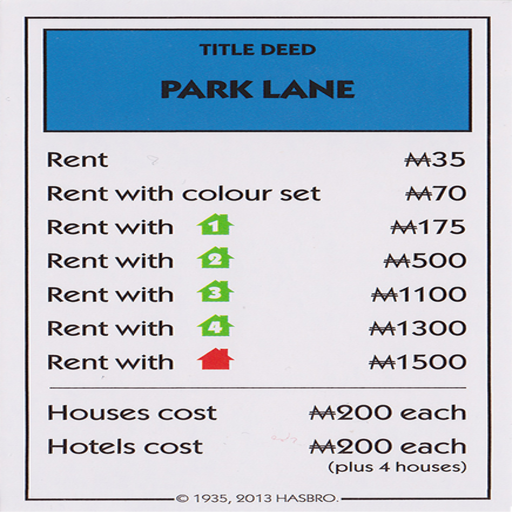 TITLE DEED
PARK LANE
Rent ₩35
Rent with colour set ₩70
Rent with 1 ₩175
Rent with 2 ₩500
Rent with 3 ₩1100
Rent with 4 ₩1300
Rent with ₩1500
Houses cost ₩200 each
Hotels cost ₩200 each
(plus 4 houses)
© 1935, 2013 HASBRO.